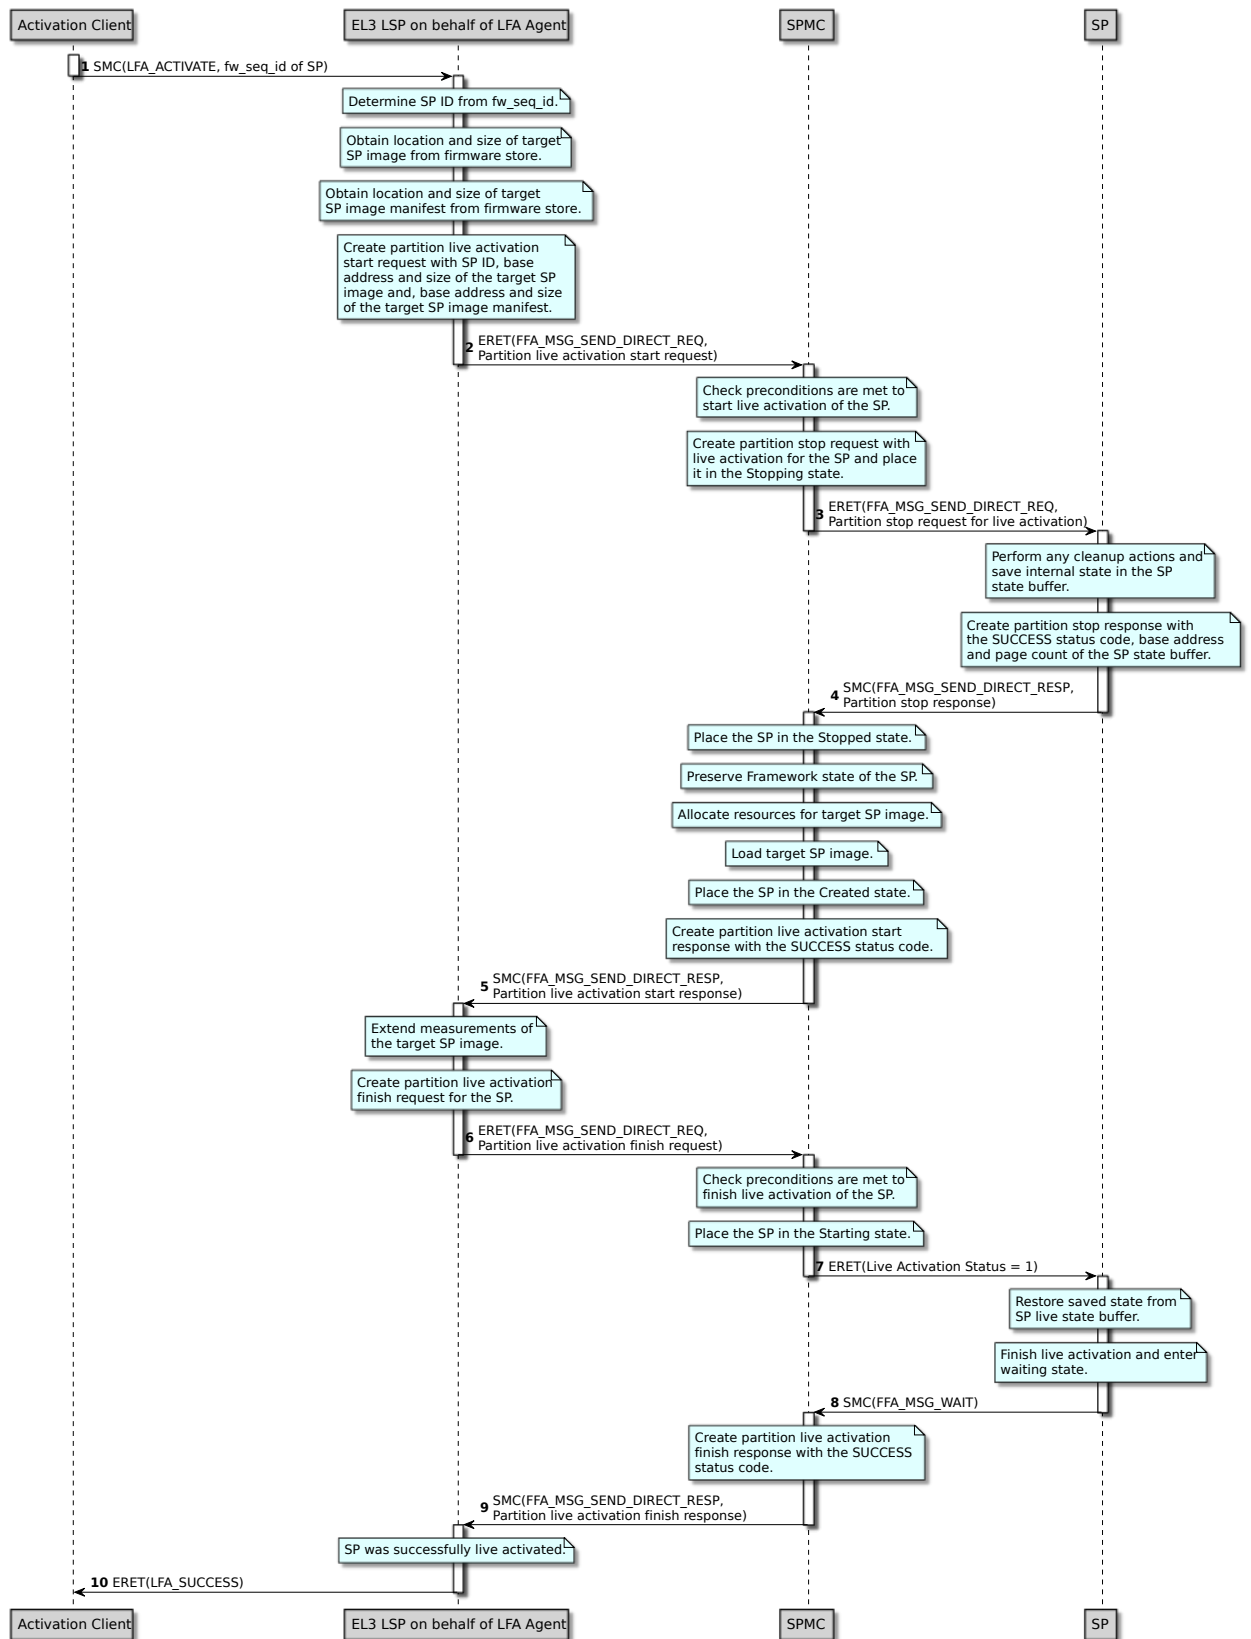 Activation Client
EL3 LSP on behalf of LFA Agent
SPMC
SP
1 SMC(LFA_ACTIVATE, fw_seq_id of SP)
Determine SP ID from fw_seq_id.
Obtain location and size of target
SP image from firmware store.
Obtain location and size of target
SP image manifest from firmware store.
Create partition live activation
start request with SP ID, base
address and size of the target SP
image and, base address and size
of the target SP image manifest.
2 ERET(FFA_MSG_SEND_DIRECT_REQ,
Partition live activation start request)
Check preconditions are met to
start live activation of the SP.
Create partition stop request with
live activation for the SP and place
it in the Stopping state.
3 ERET(FFA_MSG_SEND_DIRECT_REQ,
Partition stop request for live activation)
Perform any cleanup actions and
save internal state in the SP
state buffer.
Create partition stop response with
the SUCCESS status code, base address
and page count of the SP state buffer.
4 SMC(FFA_MSG_SEND_DIRECT_RESP,
Partition stop response)
Place the SP in the Stopped state.
Preserve Framework state of the SP.
Allocate resources for target SP image.
Load target SP image.
Place the SP in the Created state.
Create partition live activation start
response with the SUCCESS status code.
5 SMC(FFA_MSG_SEND_DIRECT_RESP,
Partition live activation start response)
Extend measurements of
the target SP image.
Create partition live activation
finish request for the SP.
6 ERET(FFA_MSG_SEND_DIRECT_REQ,
Partition live activation finish request)
Check preconditions are met to
finish live activation of the SP.
Place the SP in the Starting state.
7 ERET(Live Activation Status = 1)
Restore saved state from
SP live state buffer.
Finish live activation and enter
waiting state.
8 SMC(FFA_MSG_WAIT)
Create partition live activation
finish response with the SUCCESS
status code.
9 SMC(FFA_MSG_SEND_DIRECT_RESP,
Partition live activation finish response)
SP was successfully live activated.
10 ERET(LFA_SUCCESS)
Activation Client
EL3 LSP on behalf of LFA Agent
SPMC
SP